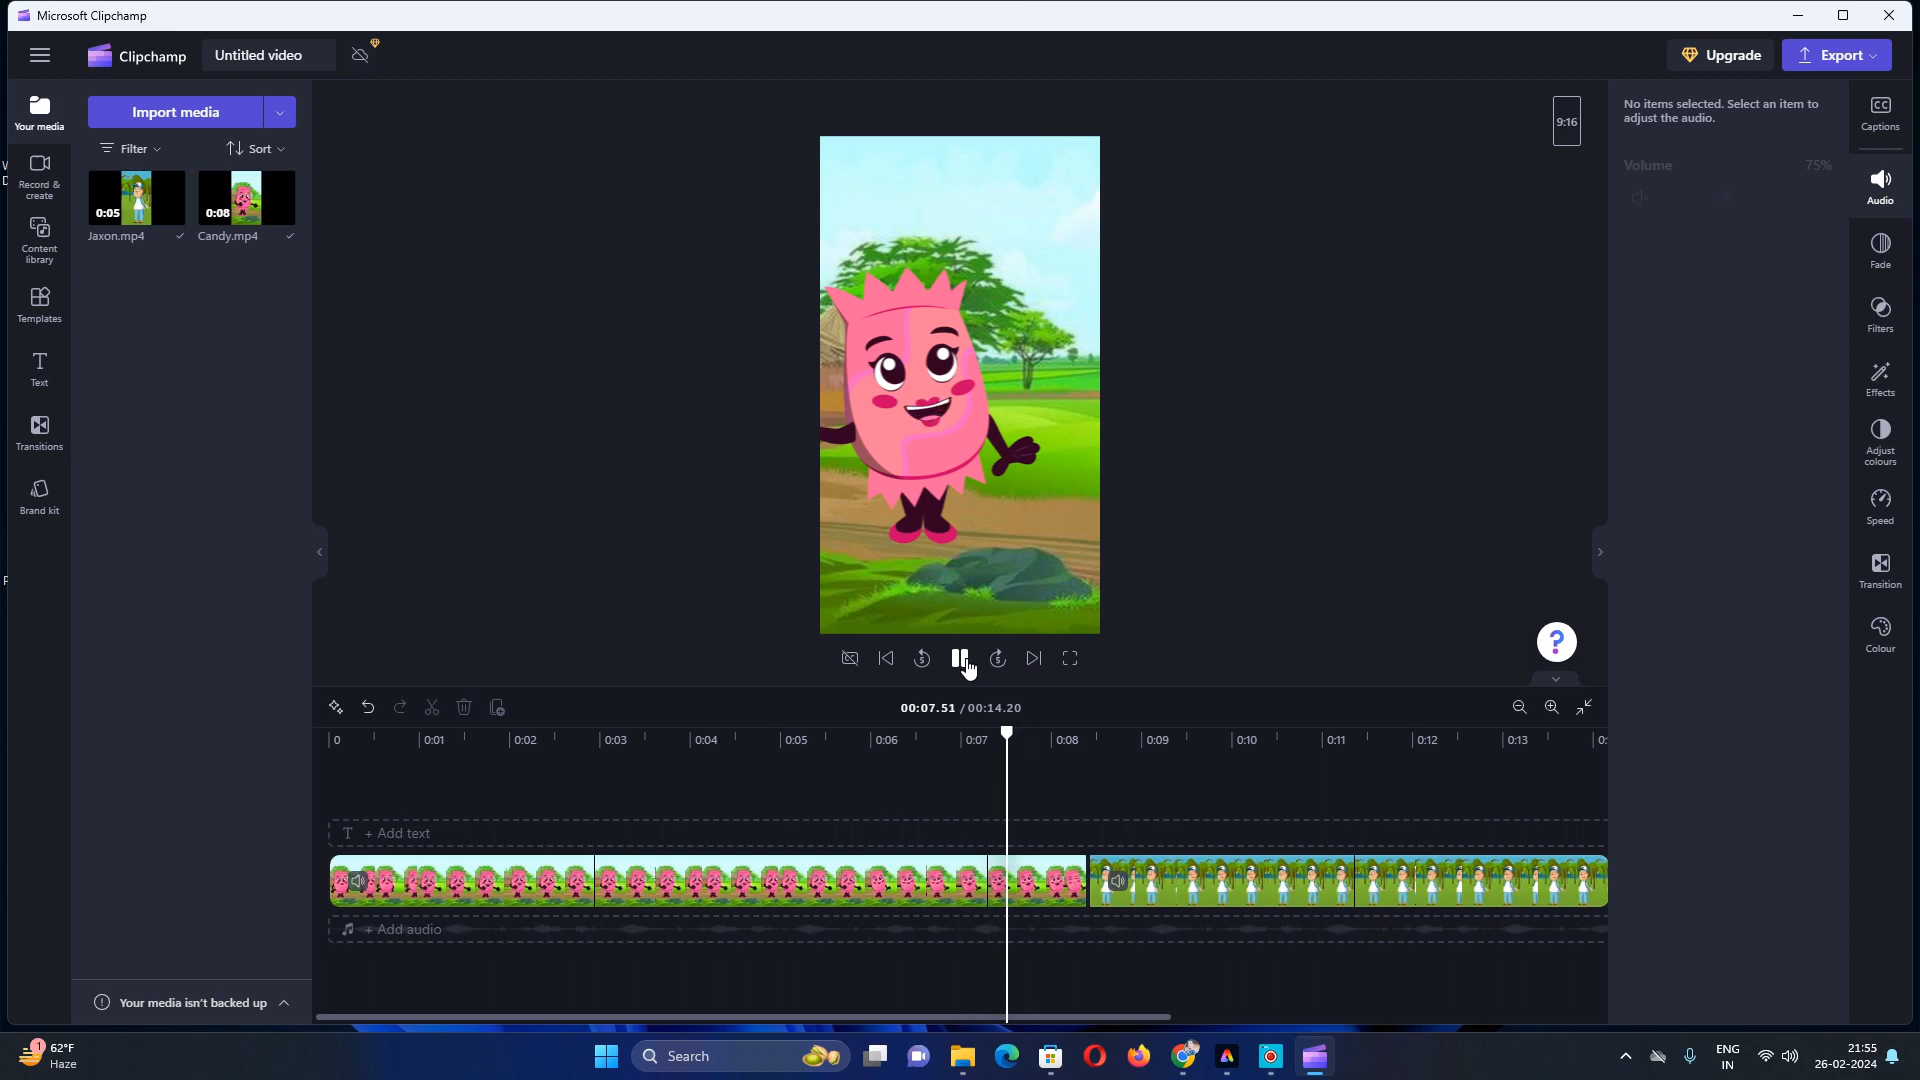 Microsoft Clipchamp
Clipchamp
Untitled video
Upgrade
Export
Your media
Record & create
Content library
Templates
Text
Transitions
Brand kit
Import media
Filter
Sort
0:05
0:08
Jaxon.mp4
Candy.mp4
9:16
No items selected. Select an item to
adjust the audio.
Volume 75%
CC
Captions
Audio
Fade
Filters
Effects
Adjust colours
Speed
Transition
Colour
5
5
?
00:07.51 / 00:14.20
0 0:01 0:02 0:03 0:04 0:05 0:06 0:07 0:08 0:09 0:10 0:11 0:12 0:13
T + Add text
+ Add audio
Your media isn't backed up
1
62°F
Haze
Search
ENG
IN
21:55
26-02-2024